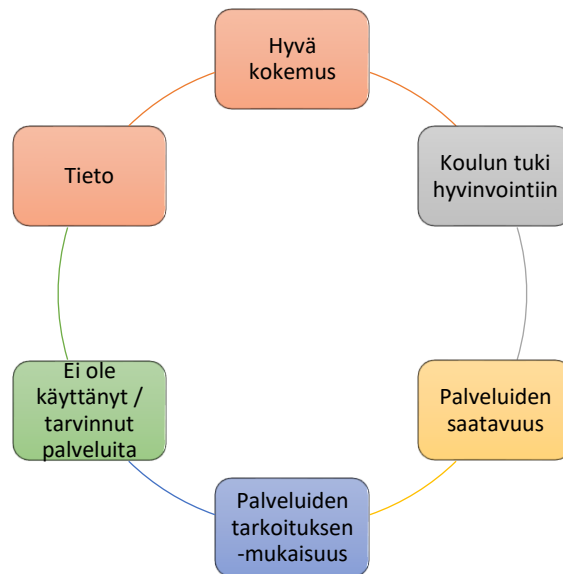 Hyvä
kokemus
Koulun tuki
hyvinvointiin
Palveluiden
saatavuus
Palveluiden
tarkoituksen
-mukaisuus
Ei ole
käyttänyt /
tarvinnut
palveluita
Tieto